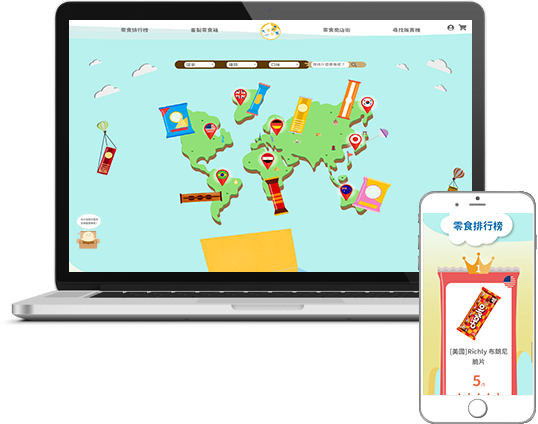 零食排行榜 客製零食箱 零食商店街 尋找販賣機
國家 種類 口味
零食排行榜
1
[美國]Richly 布朗尼
脆片
5